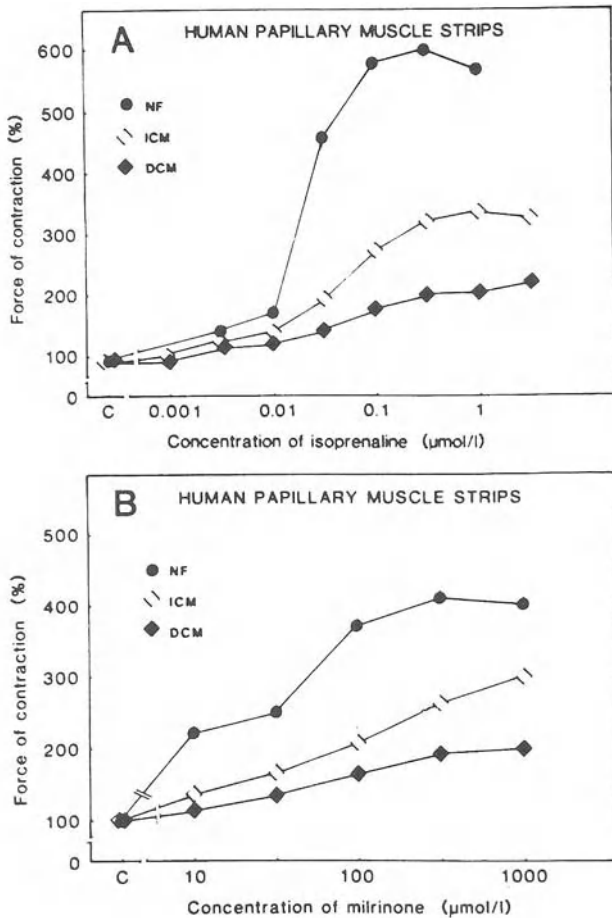 A HUMAN PAPILLARY MUSCLE STRIPS
600
500
300
200
100
0
Force of contraction (%)
NF
ICM
DCM
C 0.001 0.01 0.1 1
Concentration of isoprenaline (µmol/l)
B HUMAN PAPILLARY MUSCLE STRIPS
500
400
300
200
100
0
Force of contraction (%)
NF
ICM
DCM
C 10 100 1000
Concentration of milrinone (µmol/l)